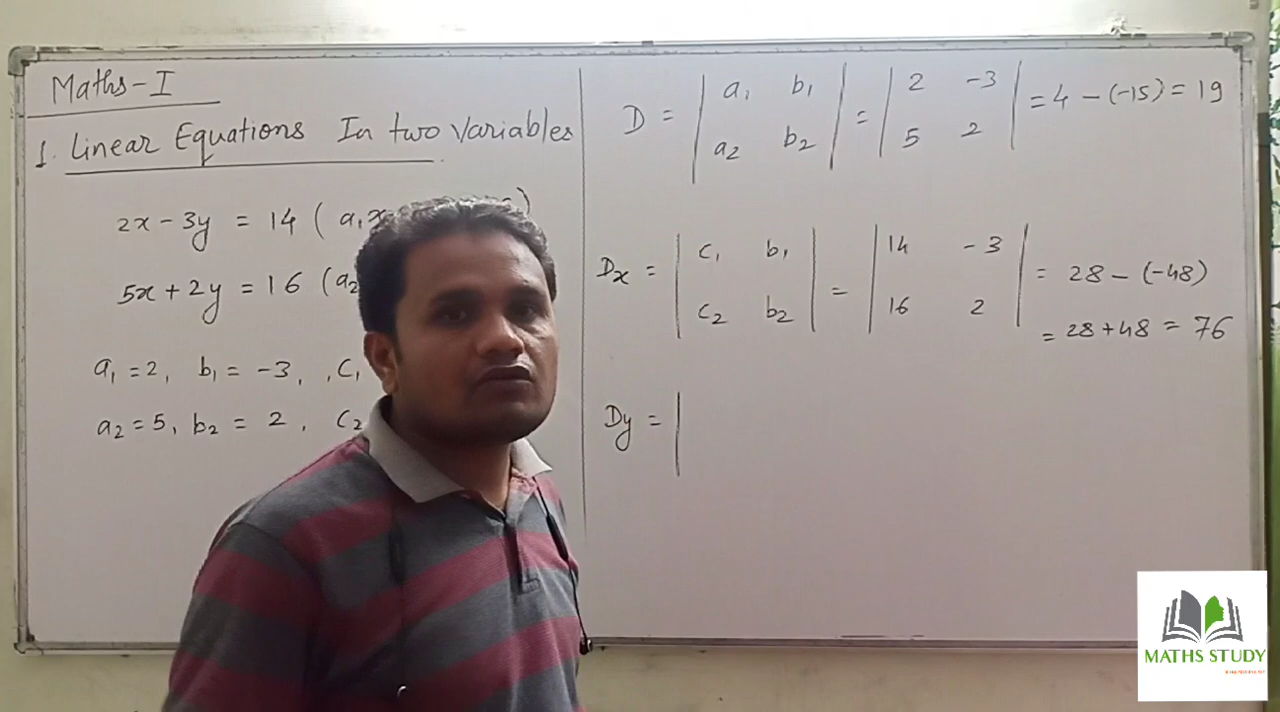 Maths-I
1. Linear Equations In two variables
2x - 3y = 14 ( a₁x
5x + 2y = 16 (a₂
a₁ = 2, b₁ = -3, , C₁
a₂ = 5, b₂ = 2, C₂
D = | a₁ b₁ | = | 2 -3 | = 4 - (-15) = 19
| a₂ b₂ | | 5 2 |
Dx = | C₁ b₁ | = | 14 -3 | = 28 - (-48)
| C₂ b₂ | | 16 2 | = 28 + 48 = 76
Dy = |
MATHS STUDY